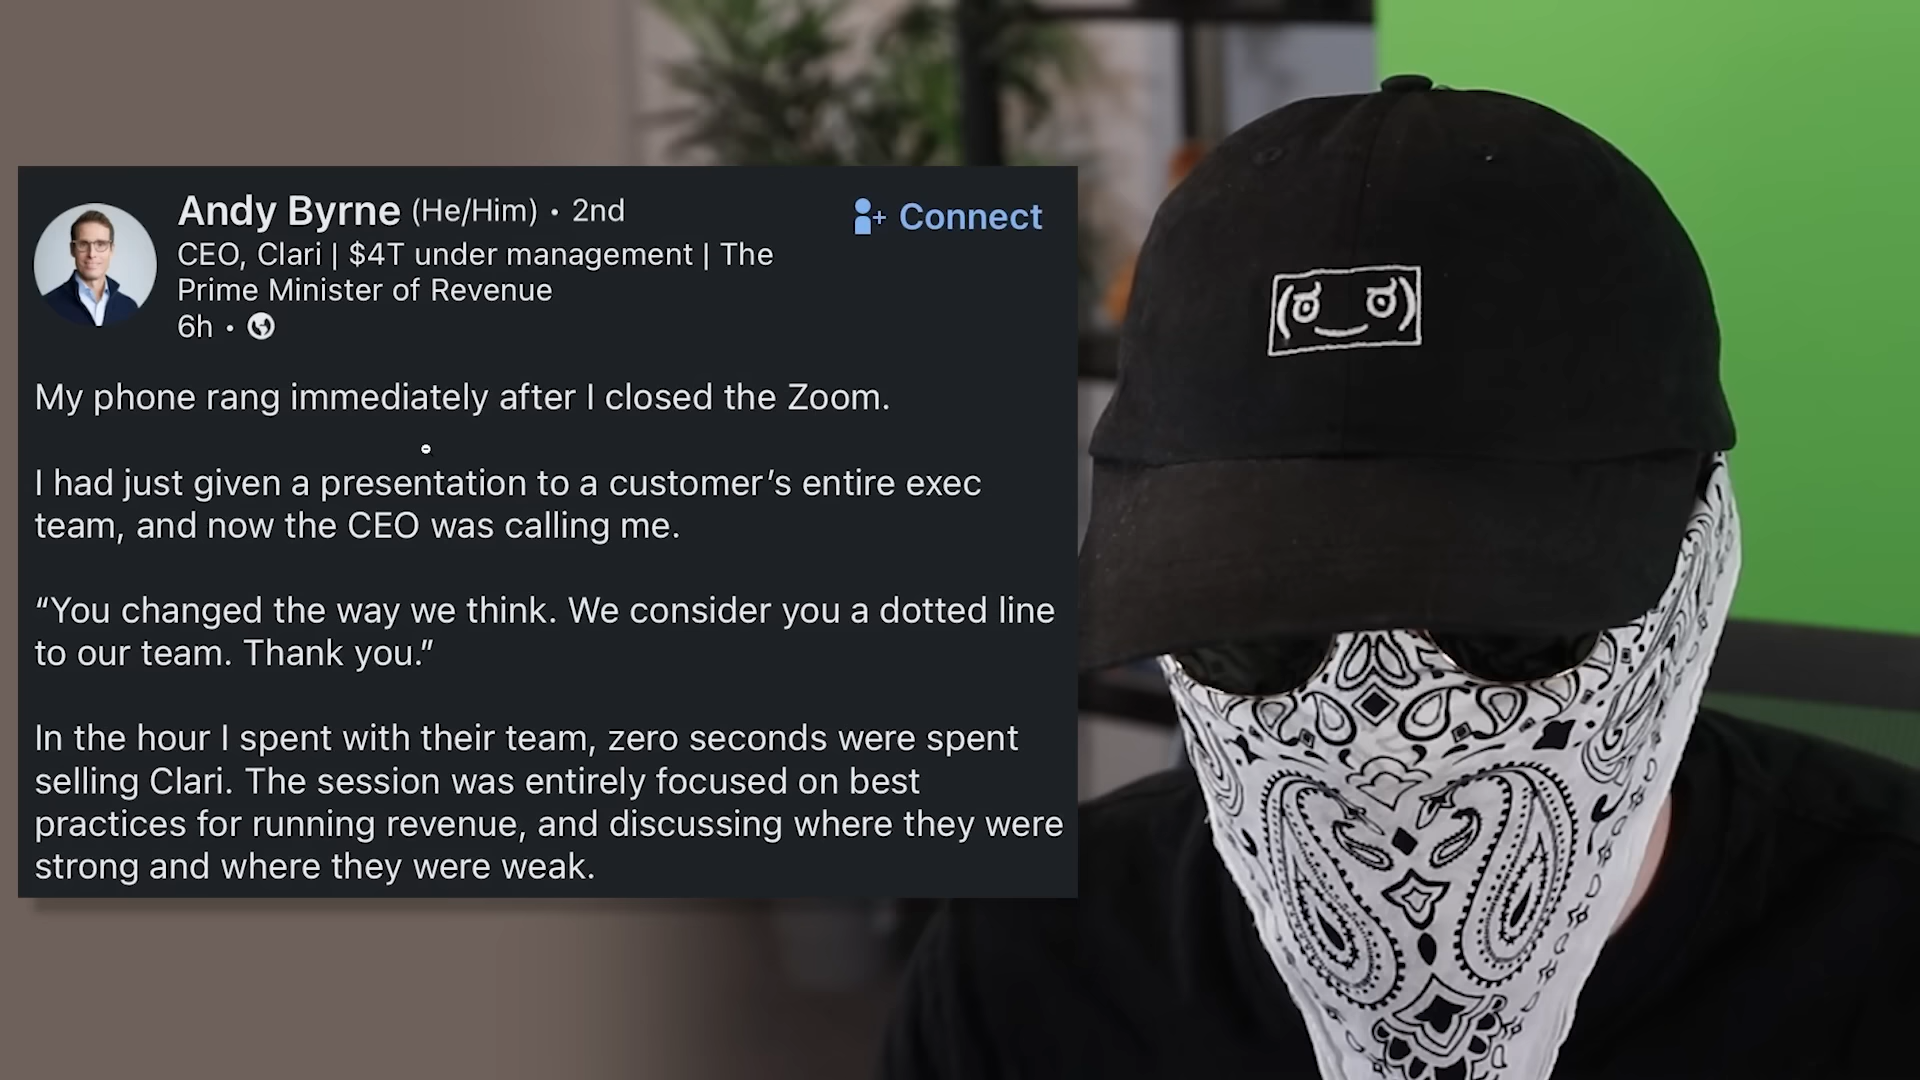 Andy Byrne (He/Him) • 2nd
Connect
CEO, Clari | $4T under management | The
Prime Minister of Revenue
6h •
My phone rang immediately after I closed the Zoom.
I had just given a presentation to a customer’s entire exec
team, and now the CEO was calling me.
“You changed the way we think. We consider you a dotted line
to our team. Thank you.”
In the hour I spent with their team, zero seconds were spent
selling Clari. The session was entirely focused on best
practices for running revenue, and discussing where they were
strong and where they were weak.